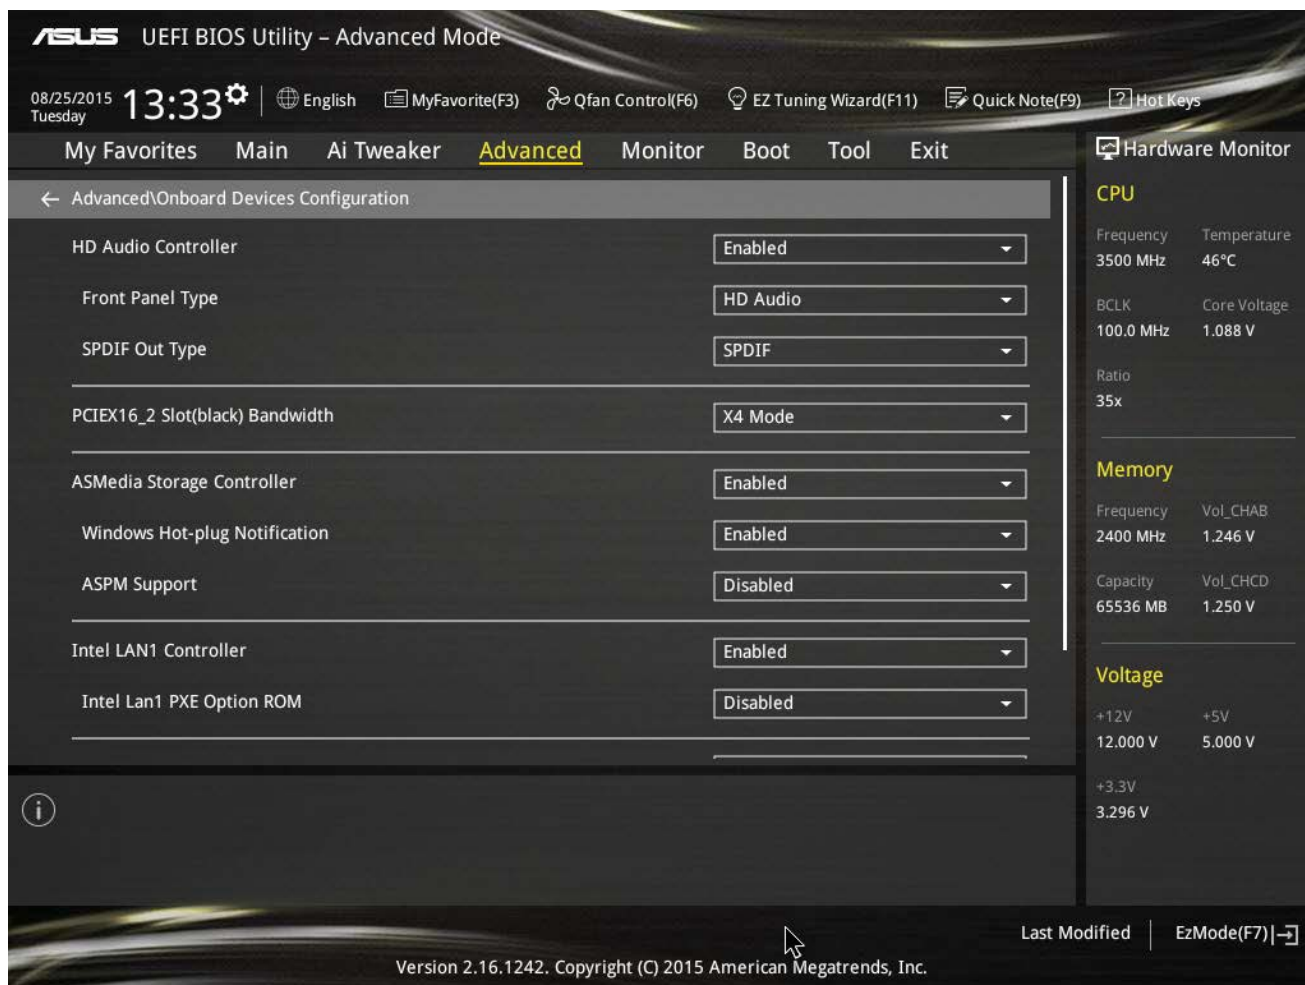 ASUS UEFI BIOS Utility – Advanced Mode
08/25/2015
Tuesday
13:33
English MyFavorite(F3) Qfan Control(F6) EZ Tuning Wizard(F11) Quick Note(F9) ? Hot Keys
My Favorites Main Ai Tweaker Advanced Monitor Boot Tool Exit
← Advanced\Onboard Devices Configuration
HD Audio Controller Enabled
Front Panel Type HD Audio
SPDIF Out Type SPDIF
PCIEX16_2 Slot(black) Bandwidth X4 Mode
ASMedia Storage Controller Enabled
Windows Hot-plug Notification Enabled
ASPM Support Disabled
Intel LAN1 Controller Enabled
Intel Lan1 PXE Option ROM Disabled
Hardware Monitor
CPU
Frequency Temperature
3500 MHz 46°C
BCLK Core Voltage
100.0 MHz 1.088 V
Ratio
35x
Memory
Frequency Vol_CHAB
2400 MHz 1.246 V
Capacity Vol_CHCD
65536 MB 1.250 V
Voltage
+12V +5V
12.000 V 5.000 V
+3.3V
3.296 V
i
Last Modified EzMode(F7)
Version 2.16.1242. Copyright (C) 2015 American Megatrends, Inc.